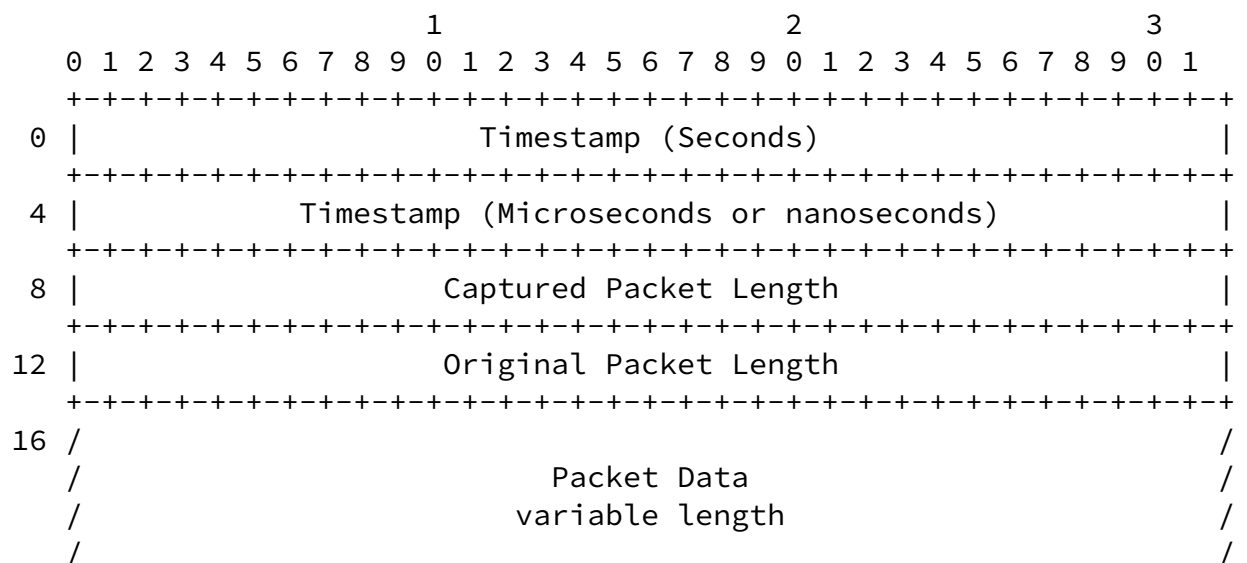 1                   2                   3
    0 1 2 3 4 5 6 7 8 9 0 1 2 3 4 5 6 7 8 9 0 1 2 3 4 5 6 7 8 9 0 1
    +-+-+-+-+-+-+-+-+-+-+-+-+-+-+-+-+-+-+-+-+-+-+-+-+-+-+-+-+-+-+-+-+
  0 |                      Timestamp (Seconds)                      |
    +-+-+-+-+-+-+-+-+-+-+-+-+-+-+-+-+-+-+-+-+-+-+-+-+-+-+-+-+-+-+-+-+
  4 |            Timestamp (Microseconds or nanoseconds)            |
    +-+-+-+-+-+-+-+-+-+-+-+-+-+-+-+-+-+-+-+-+-+-+-+-+-+-+-+-+-+-+-+-+
  8 |                    Captured Packet Length                     |
    +-+-+-+-+-+-+-+-+-+-+-+-+-+-+-+-+-+-+-+-+-+-+-+-+-+-+-+-+-+-+-+-+
 12 |                    Original Packet Length                     |
    +-+-+-+-+-+-+-+-+-+-+-+-+-+-+-+-+-+-+-+-+-+-+-+-+-+-+-+-+-+-+-+-+
 16 /                                                               /
    /                          Packet Data                          /
    /                        variable length                        /
    /                                                               /